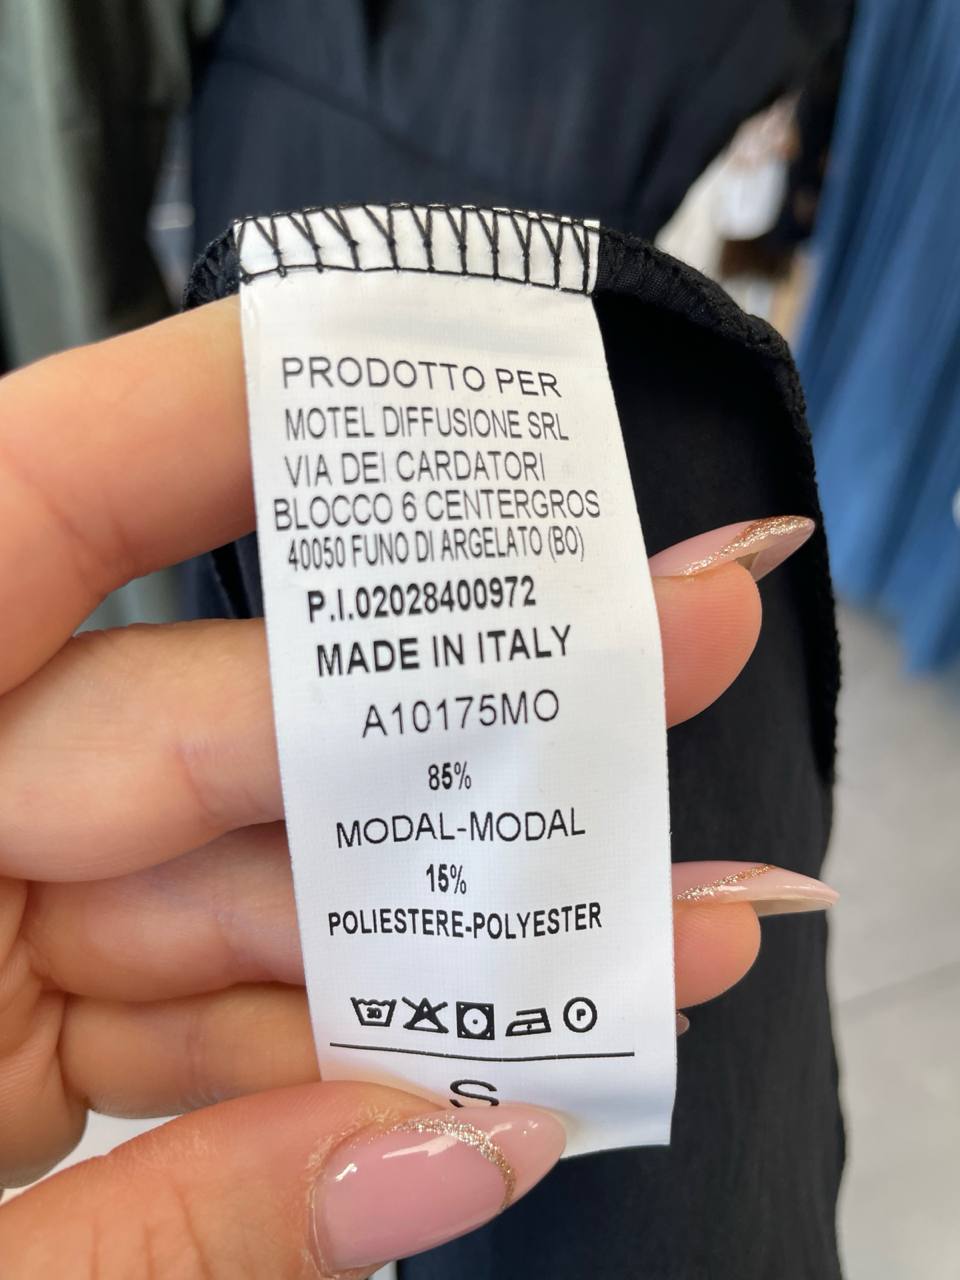 PRODOTTO PER
MOTEL DIFFUSIONE SRL
VIA DEI CARDATORI
BLOCCO 6 CENTERGROS
40050 FUNO DI ARGELATO (BO)
P.I.02028400972
MADE IN ITALY
A10175MO
85%
MODAL-MODAL
15%
POLIESTERE-POLYESTER
30 P
S